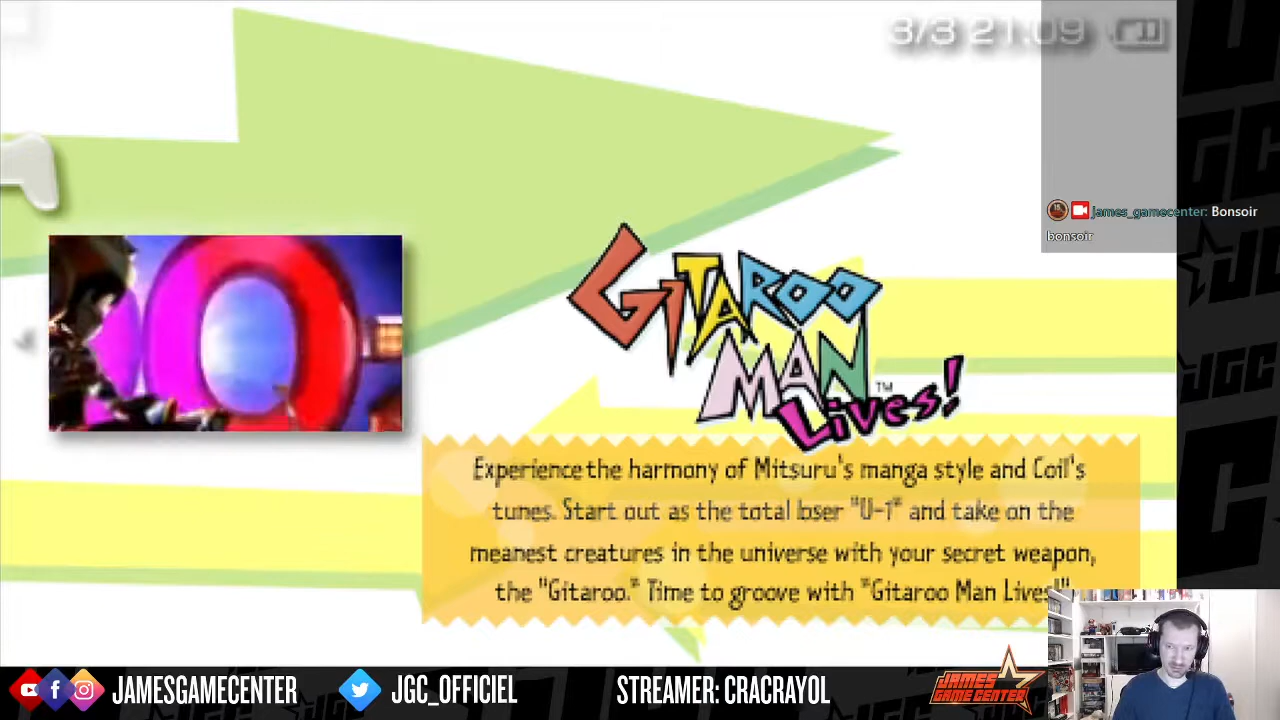 3/3 21:09
james_gamecenter: Bonsoir
bonsoir
GITAROO
MAN
Lives!
TM
Experience the harmony of Mitsuru's manga style and Coil's
tunes. Start out as the total loser "U-1" and take on the
meanest creatures in the universe with your secret weapon,
the "Gitaroo." Time to groove with "Gitaroo Man Lives!"
JAMESGAMECENTER
JGC_OFFICIEL
STREAMER: CRACRAYOL
JAMES
GAME CENTER